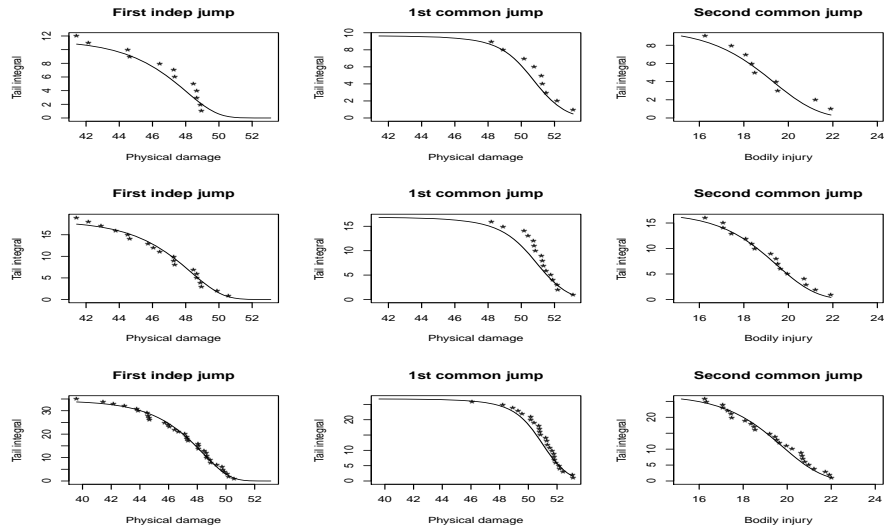 First indep jump
1st common jump
Second common jump
Tail integral
0 2 4 6 8 10 12
42 44 46 48 50 52
Physical damage
Tail integral
0 2 4 6 8 10
40 42 44 46 48 50 52
Physical damage
Tail integral
0 2 4 6 8
16 18 20 22 24
Bodily injury
First indep jump
1st common jump
Second common jump
Tail integral
0 5 10 15
42 44 46 48 50 52
Physical damage
Tail integral
0 5 10 15
40 42 44 46 48 50 52
Physical damage
Tail integral
0 5 10 15
16 18 20 22 24
Bodily injury
First indep jump
1st common jump
Second common jump
Tail integral
0 10 20 30
40 42 44 46 48 50 52
Physical damage
Tail integral
0 5 10 20
40 42 44 46 48 50 52
Physical damage
Tail integral
0 5 10 20
16 18 20 22 24
Bodily injury